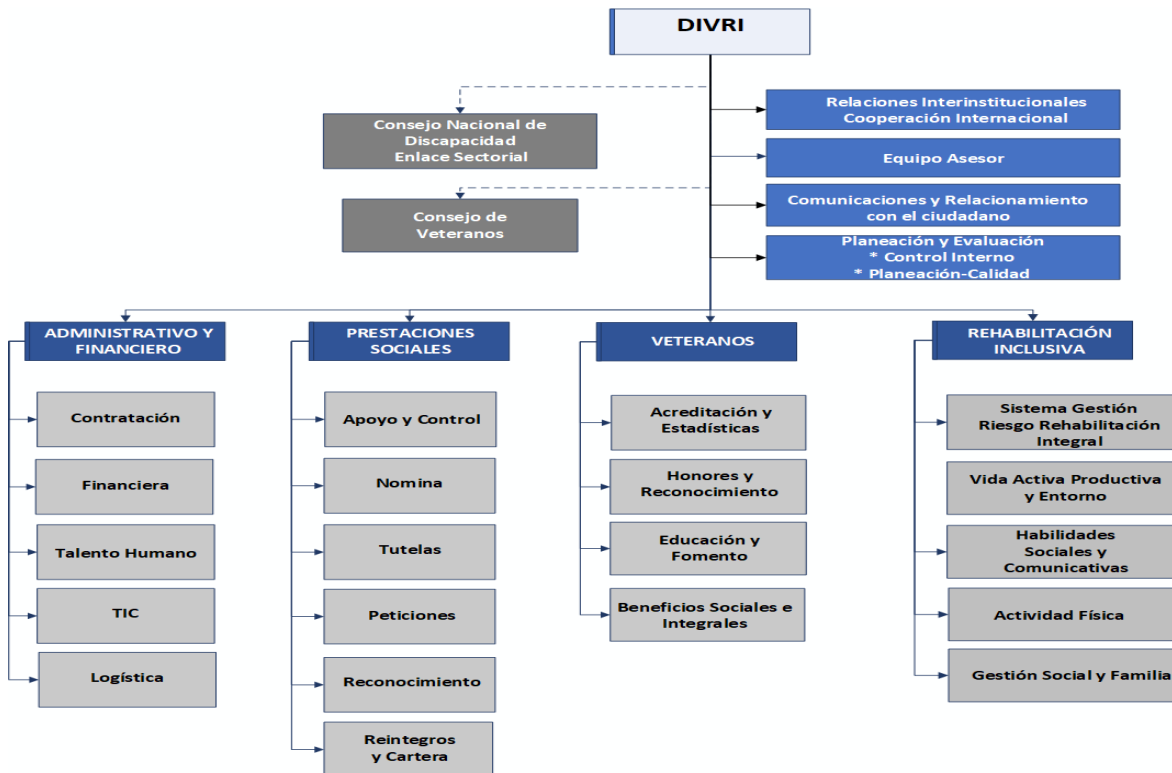 DIVRI
Consejo Nacional de
Discapacidad
Enlace Sectorial
Consejo de
Veteranos
Relaciones Interinstitucionales
Cooperación Internacional
Equipo Asesor
Comunicaciones y Relacionamiento
con el ciudadano
Planeación y Evaluación
* Control Interno
* Planeación-Calidad
ADMINISTRATIVO Y
FINANCIERO
Contratación
Financiera
Talento Humano
TIC
Logística
PRESTACIONES
SOCIALES
Apoyo y Control
Nomina
Tutelas
Peticiones
Reconocimiento
Reintegros
y Cartera
VETERANOS
Acreditación y
Estadísticas
Honores y
Reconocimiento
Educación y
Fomento
Beneficios Sociales e
Integrales
REHABILITACIÓN
INCLUSIVA
Sistema Gestión
Riesgo Rehabilitación
Integral
Vida Activa Productiva
y Entorno
Habilidades
Sociales y
Comunicativas
Actividad Física
Gestión Social y Familia